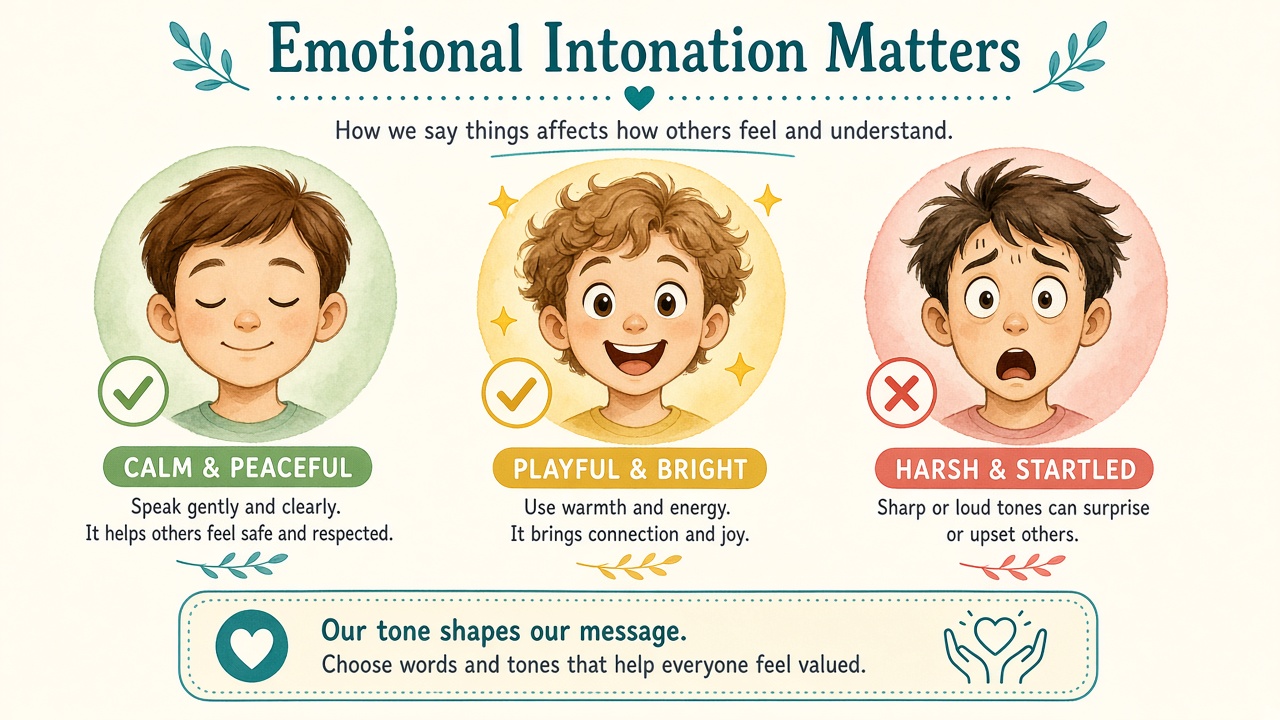 Emotional Intonation Matters
How we say things affects how others feel and understand.
CALM & PEACEFUL
Speak gently and clearly.
It helps others feel safe and respected.
PLAYFUL & BRIGHT
Use warmth and energy.
It brings connection and joy.
HARSH & STARTLED
Sharp or loud tones can surprise
or upset others.
Our tone shapes our message.
Choose words and tones that help everyone feel valued.